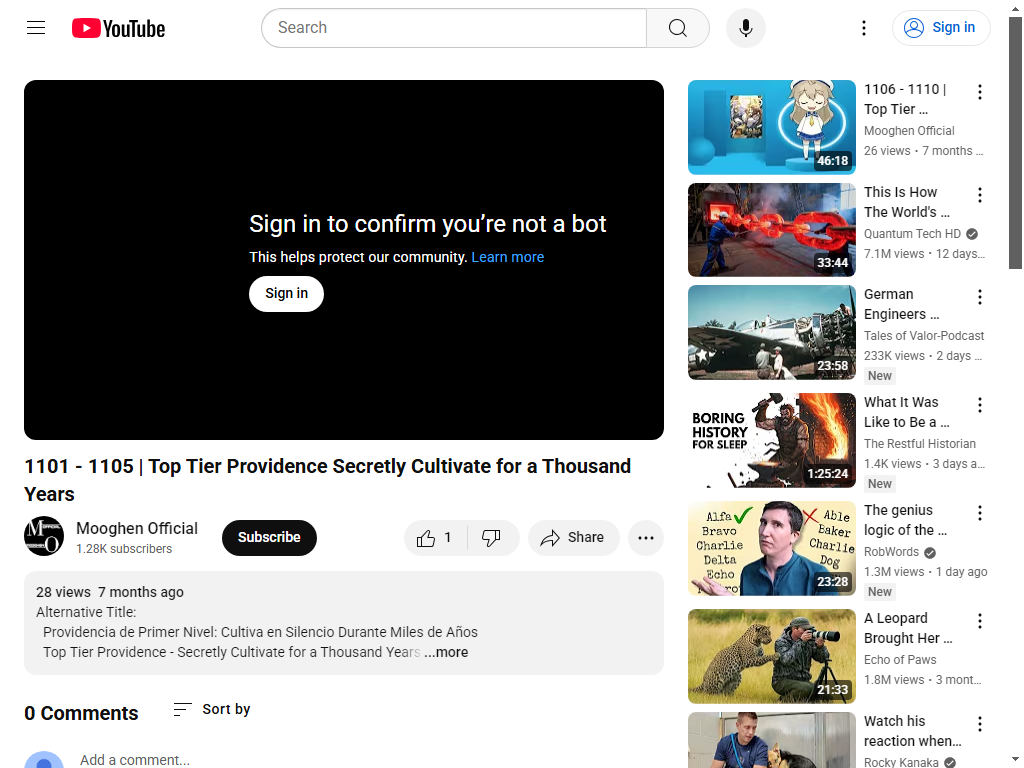 YouTube
Search
Sign in
Sign in to confirm you’re not a bot
This helps protect our community. Learn more
Sign in
1101 - 1105 | Top Tier Providence Secretly Cultivate for a Thousand
Years
Mooghen Official
1.28K subscribers
Subscribe
1
Share
28 views 7 months ago
Alternative Title:
Providencia de Primer Nivel: Cultiva en Silencio Durante Miles de Años
Top Tier Providence - Secretly Cultivate for a Thousand Years ...more
0 Comments
Sort by
Add a comment...
46:18
1106 - 1110 |
Top Tier ...
Mooghen Official
26 views • 7 months ...
33:44
This Is How
The World's ...
Quantum Tech HD
7.1M views • 12 days...
23:58
German
Engineers ...
Tales of Valor-Podcast
233K views • 2 days ...
New
BORING
HISTORY
FOR SLEEP
1:25:24
What It Was
Like to Be a ...
The Restful Historian
1.4K views • 3 days a...
New
Alfa Able
Bravo Baker
Charlie Charlie
Delta Dog
Echo
23:28
The genius
logic of the ...
RobWords
1.3M views • 1 day ago
New
21:33
A Leopard
Brought Her ...
Echo of Paws
1.8M views • 3 mont...
Watch his
reaction when...
Rocky Kanaka